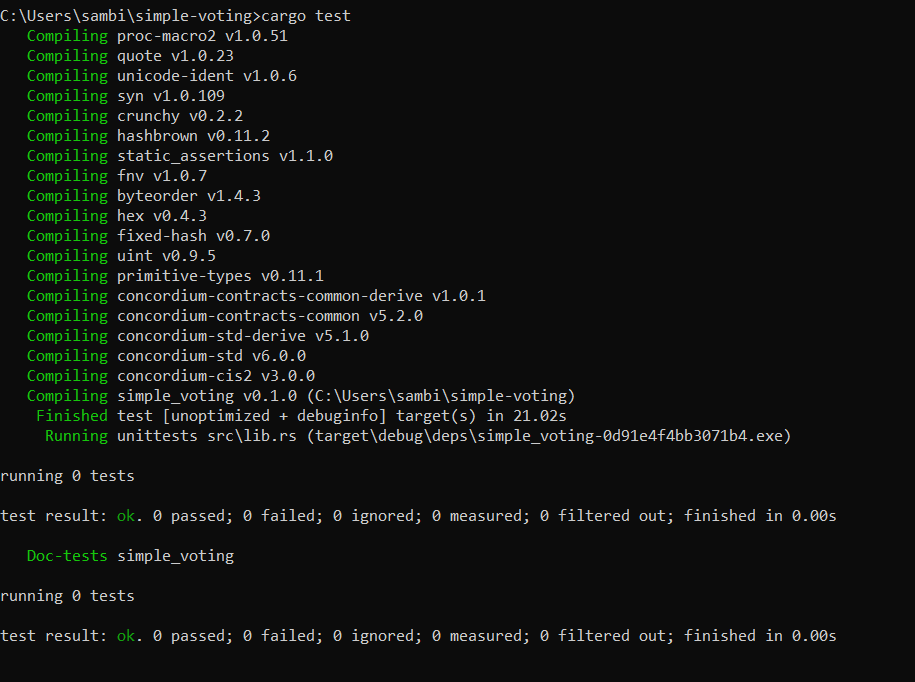 C:\Users\sambi\simple-voting>cargo test
Compiling proc-macro2 v1.0.51
Compiling quote v1.0.23
Compiling unicode-ident v1.0.6
Compiling syn v1.0.109
Compiling crunchy v0.2.2
Compiling hashbrown v0.11.2
Compiling static_assertions v1.1.0
Compiling fnv v1.0.7
Compiling byteorder v1.4.3
Compiling hex v0.4.3
Compiling fixed-hash v0.7.0
Compiling uint v0.9.5
Compiling primitive-types v0.11.1
Compiling concordium-contracts-common-derive v1.0.1
Compiling concordium-contracts-common v5.2.0
Compiling concordium-std-derive v5.1.0
Compiling concordium-std v6.0.0
Compiling concordium-cis2 v3.0.0
Compiling simple_voting v0.1.0 (C:\Users\sambi\simple-voting)
Finished test [unoptimized + debuginfo] target(s) in 21.02s
Running unittests src\lib.rs (target\debug\deps\simple_voting-0d91e4f4bb3071b4.exe)
running 0 tests
test result: ok. 0 passed; 0 failed; 0 ignored; 0 measured; 0 filtered out; finished in 0.00s
Doc-tests simple_voting
running 0 tests
test result: ok. 0 passed; 0 failed; 0 ignored; 0 measured; 0 filtered out; finished in 0.00s